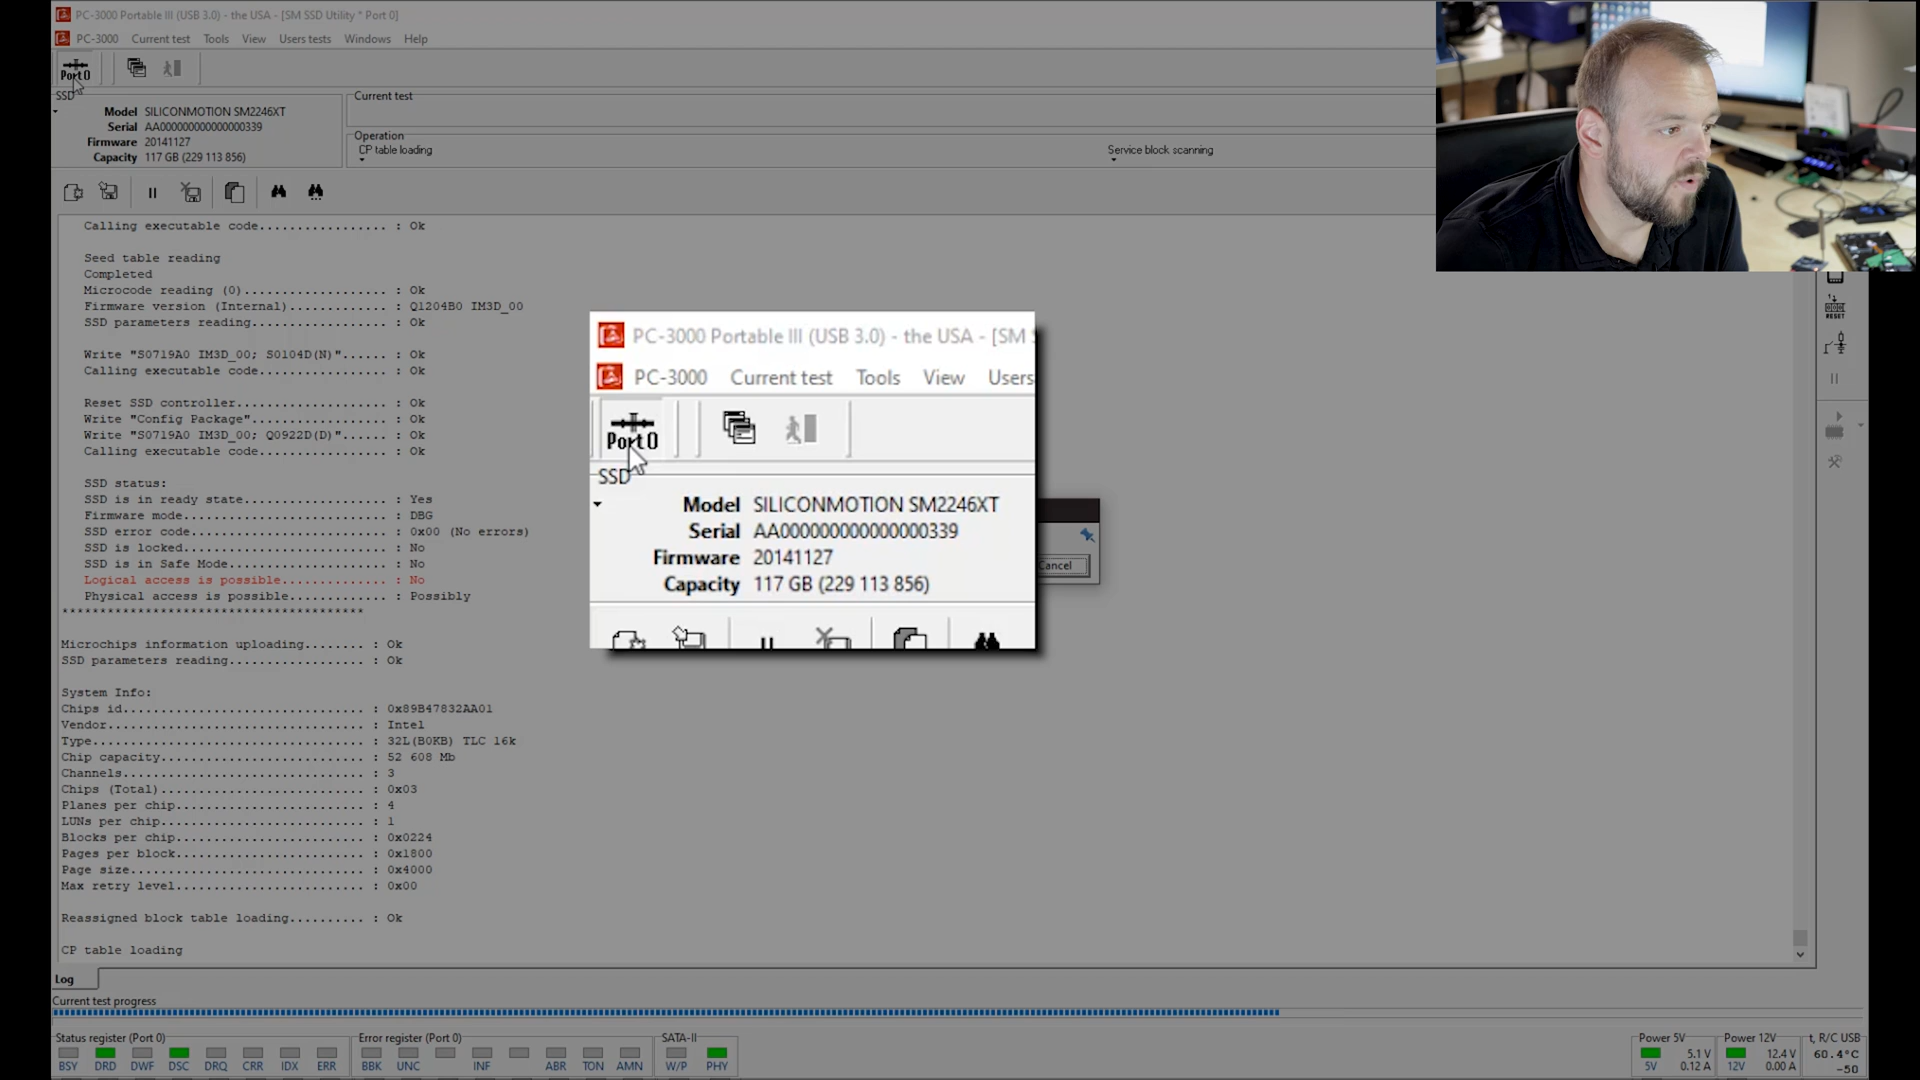 PC-3000 Portable III (USB 3.0) - the USA - [SM SSD Utility * Port 0]
PC-3000 Current test Tools View Users tests Windows Help
Port 0
SSD
Model SILICONMOTION SM2246XT
Serial AA000000000000000339
Firmware 20141127
Capacity 117 GB (229 113 856)
Current test
Operation
CP table loading
Service block scanning
Calling executable code................ : Ok
Seed table reading
Completed
Microcode reading (0).................. : Ok
Firmware version (Internal)............ : Q1204B0 IM3D_00
SSD parameters reading................. : Ok
Write "S0719A0 IM3D_00; S0104D(N)"...... : Ok
Calling executable code................ : Ok
Reset SSD controller................... : Ok
Write "Config Package"................. : Ok
Write "S0719A0 IM3D_00; Q0922D(D)"...... : Ok
Calling executable code................ : Ok
SSD status:
SSD is in ready state.................. : Yes
Firmware mode.......................... : DBG
SSD error code......................... : 0x00 (No errors)
SSD is locked.......................... : No
SSD is in Safe Mode.................... : No
Logical access is possible............. : No
Physical access is possible............ : Possibly
****************************************
Microchips information uploading........ : Ok
SSD parameters reading................. : Ok
System Info:
Chips id............................... : 0x89B47832AA01
Vendor................................. : Intel
Type................................... : 32L(B0KB) TLC 16k
Chip capacity.......................... : 52 608 Mb
Channels............................... : 3
Chips (Total).......................... : 0x03
Planes per chip........................ : 4
LUNs per chip.......................... : 1
Blocks per chip........................ : 0x0224
Pages per block........................ : 0x1800
Page size.............................. : 0x4000
Max retry level........................ : 0x00
Reassigned block table loading.......... : Ok
CP table loading
PC-3000 Portable III (USB 3.0) - the USA - [SM
PC-3000 Current test Tools View Users
Port 0
SSD
Model SILICONMOTION SM2246XT
Serial AA000000000000000339
Firmware 20141127
Capacity 117 GB (229 113 856)
Cancel
RESET
Log
Current test progress
Status register (Port 0) Error register (Port 0) SATA-II
BSY DRD DWF DSC DRQ CRR IDX ERR BBK UNC INF ABR TON AMN W/P PHY
Power 5V Power 12V t, R/C USB
5.1 V 12.4 V 60.4°C
5V 0.12 A 12V 0.00 A -50